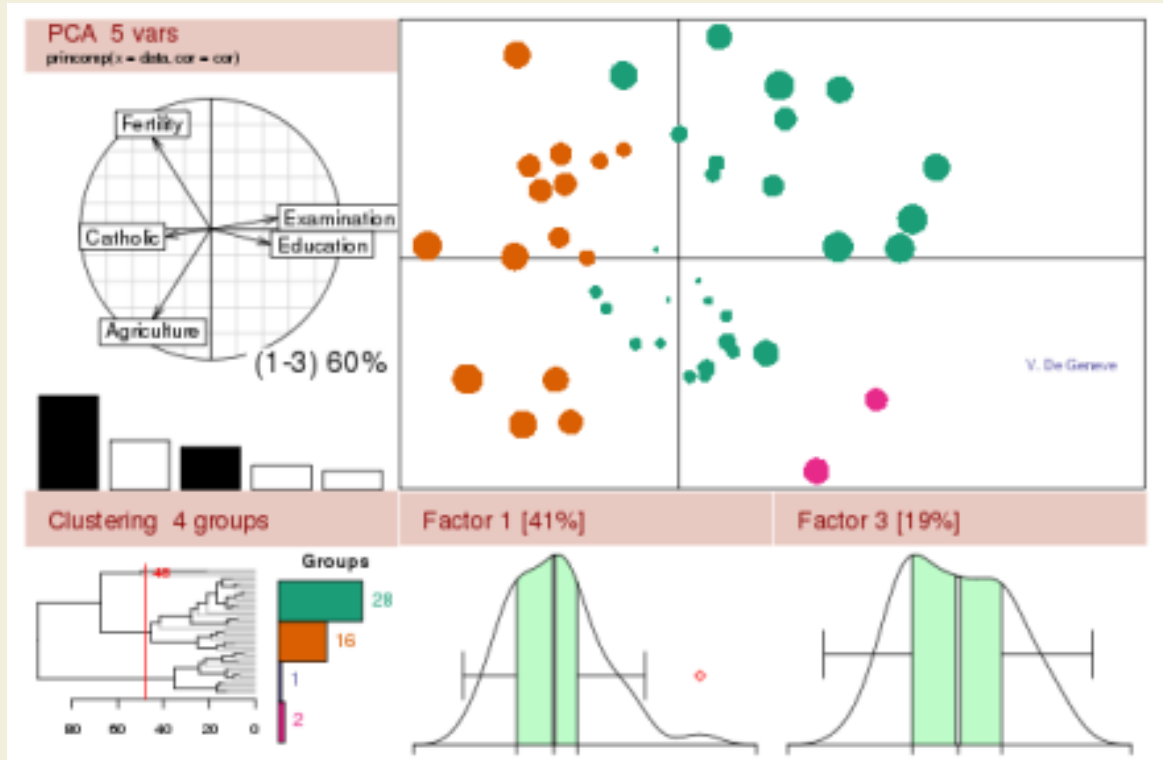 PCA 5 vars
princomp(x = data, cor = cor)
Fertility
Catholic
Examination
Education
Agriculture
(1-3) 60%
V. De Geneve
Clustering 4 groups
Factor 1 [41%]
Factor 3 [19%]
Groups
48
28
16
1
2
80 60 40 20 0